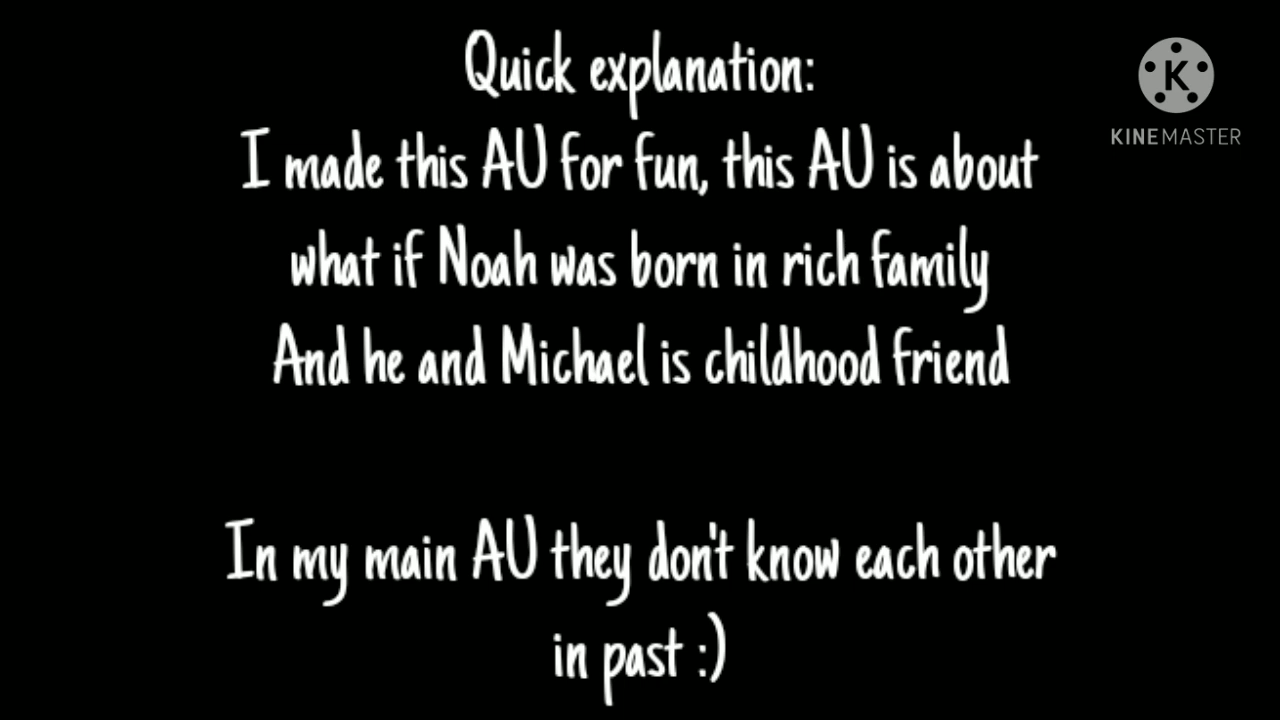 Quick explanation:
I made this AU for fun, this AU is about
what if Noah was born in rich family
And he and Michael is childhood friend
In my main AU they don't know each other
in past :)
K
KINEMASTER